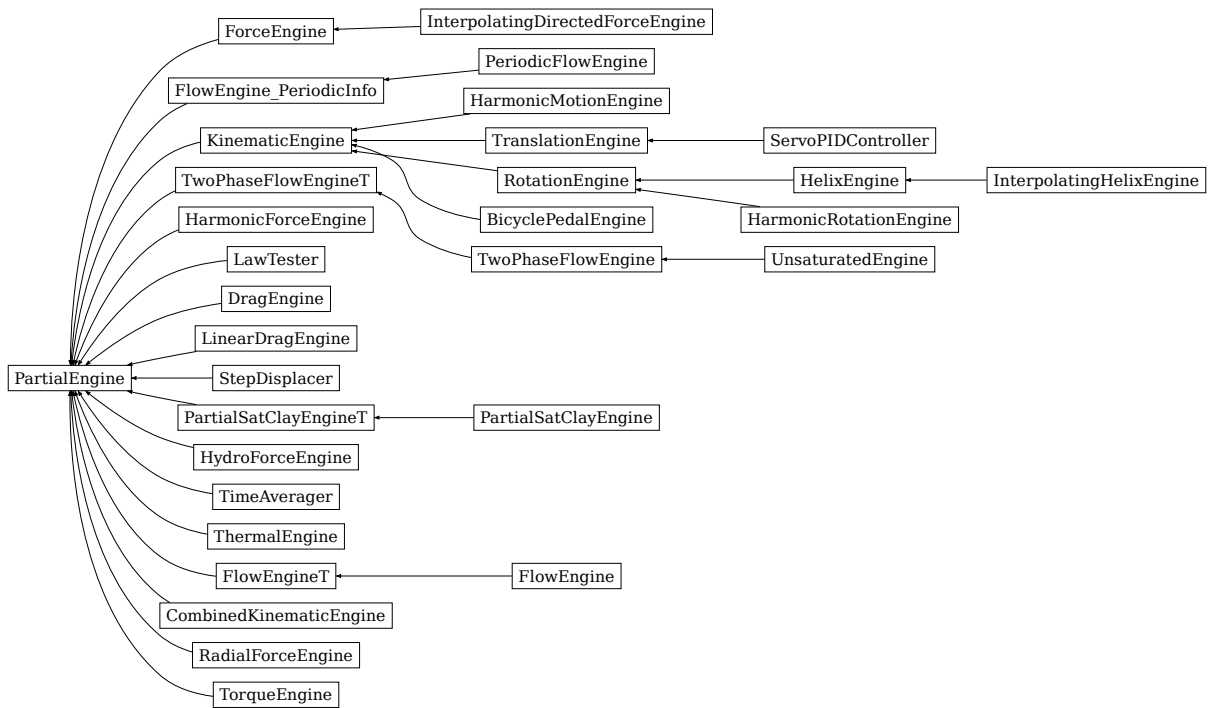 ForceEngine
InterpolatingDirectedForceEngine
PeriodicFlowEngine
FlowEngine_PeriodicInfo
HarmonicMotionEngine
KinematicEngine
TranslationEngine
ServoPIDController
TwoPhaseFlowEngineT
RotationEngine
HelixEngine
InterpolatingHelixEngine
HarmonicForceEngine
BicyclePedalEngine
HarmonicRotationEngine
LawTester
TwoPhaseFlowEngine
UnsaturatedEngine
DragEngine
LinearDragEngine
PartialEngine
StepDisplacer
PartialSatClayEngineT
PartialSatClayEngine
HydroForceEngine
TimeAverager
ThermalEngine
FlowEngineT
FlowEngine
CombinedKinematicEngine
RadialForceEngine
TorqueEngine